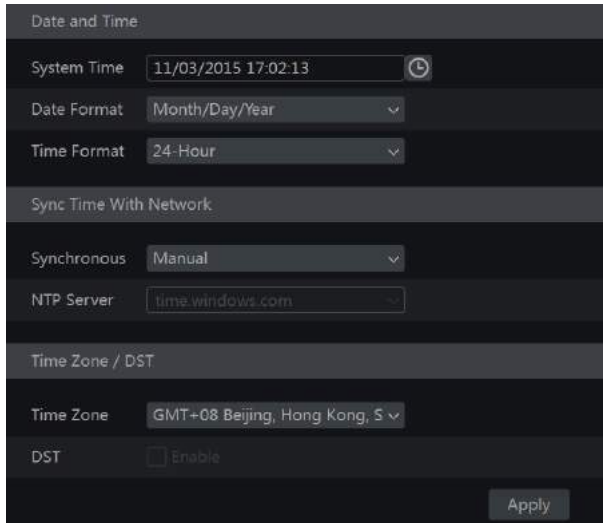 Date and Time
System Time 11/03/2015 17:02:13
Date Format Month/Day/Year
Time Format 24-Hour
Sync Time With Network
Synchronous Manual
NTP Server time.windows.com
Time Zone / DST
Time Zone GMT+08 Beijing, Hong Kong, S
DST Enable
Apply